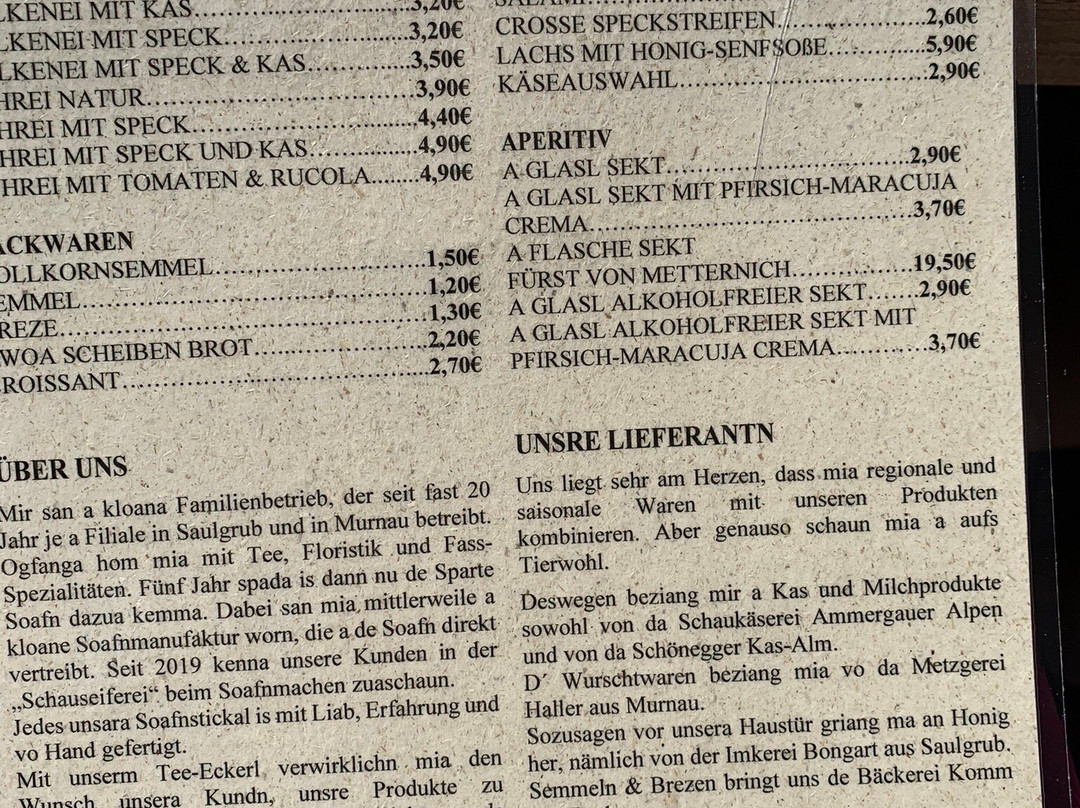 LKENEI MIT KAS........3,20€
LKENEI MIT SPECK........3,20€
LKENEI MIT SPECK & KAS........3,50€
HREI NATUR........3,90€
HREI MIT SPECK........4,40€
HREI MIT SPECK UND KAS........4,90€
HREI MIT TOMATEN & RUCOLA........4,90€
ACKWAREN
OLLKORNSEMMEL........1,50€
EMMEL........1,20€
REZE........1,30€
WOA SCHEIBEN BROT........2,20€
ROISSANT........2,70€
ÜBER UNS
Mir san a kloana Familienbetrieb, der seit fast 20
Jahr je a Filiale in Saulgrub und in Murnau betreibt.
Ogfanga hom mia mit Tee, Floristik und Fass-
Spezialitäten. Fünf Jahr spada is dann nu de Sparte
Soafn dazua kemma. Dabei san mia mittlerweile a
kloane Soafnmanufaktur worn, die a de Soafn direkt
vertreibt. Seit 2019 kenna unsere Kunden in der
„Schauseiferei“ beim Soafnmachen zuaschaun.
Jedes unsara Soafnstickal is mit Liab, Erfahrung und
vo Hand gefertigt.
Mit unserm Tee-Eckerl verwirklichn mia den
Wunsch unsera Kundn, unsre Produkte zu
SALAMI
CROSSE SPECKSTREIFEN........2,60€
LACHS MIT HONIG-SENFSOßE........5,90€
KÄSEAUSWAHL........2,90€
APERITIV
A GLASL SEKT........2,90€
A GLASL SEKT MIT PFIRSICH-MARACUJA
CREMA........3,70€
A FLASCHE SEKT
FÜRST VON METTERNICH........19,50€
A GLASL ALKOHOLFREIER SEKT........2,90€
A GLASL ALKOHOLFREIER SEKT MIT
PFIRSICH-MARACUJA CREMA........3,70€
UNSRE LIEFERANTN
Uns liegt sehr am Herzen, dass mia regionale und
saisonale Waren mit unseren Produkten
kombinieren. Aber genauso schaun mia a aufs
Tierwohl.
Deswegen beziang mir a Kas und Milchprodukte
sowohl von da Schaukäserei Ammergauer Alpen
und von da Schönegger Kas-Alm.
D´ Wurschtwaren beziang mia vo da Metzgerei
Haller aus Murnau.
Sozusagen vor unsera Haustür griang ma an Honig
her, nämlich von der Imkerei Bongart aus Saulgrub.
Semmeln & Brezen bringt uns de Bäckerei Komm